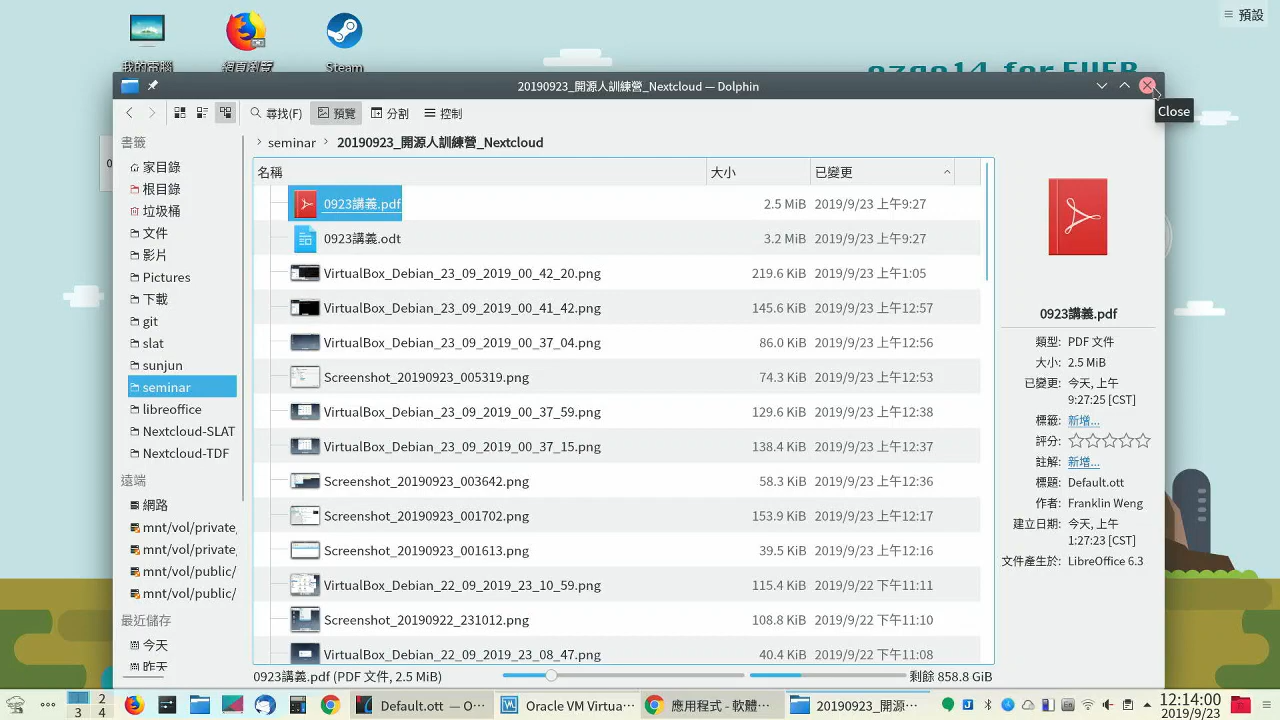 預設
我的電腦
網頁瀏覽
Steam
ezgo14 for EUER
20190923_開源人訓練營_Nextcloud — Dolphin
Close
尋找(F)
預覽
分割
控制
seminar
20190923_開源人訓練營_Nextcloud
書籤
家目錄
根目錄
垃圾桶
文件
影片
Pictures
下載
git
slat
sunjun
seminar
libreoffice
Nextcloud-SLAT
Nextcloud-TDF
遠端
網路
mnt/vol/private,
mnt/vol/private,
mnt/vol/public/
mnt/vol/public/
最近儲存
今天
昨天
名稱 大小 已變更
0923講義.pdf 2.5 MiB 2019/9/23 上午9:27
0923講義.odt 3.2 MiB 2019/9/23 上午9:27
VirtualBox_Debian_23_09_2019_00_42_20.png 219.6 KiB 2019/9/23 上午1:05
VirtualBox_Debian_23_09_2019_00_41_42.png 145.6 KiB 2019/9/23 上午12:57
VirtualBox_Debian_23_09_2019_00_37_04.png 86.0 KiB 2019/9/23 上午12:56
Screenshot_20190923_005319.png 74.3 KiB 2019/9/23 上午12:53
VirtualBox_Debian_23_09_2019_00_37_59.png 129.6 KiB 2019/9/23 上午12:38
VirtualBox_Debian_23_09_2019_00_37_15.png 138.4 KiB 2019/9/23 上午12:37
Screenshot_20190923_003642.png 58.3 KiB 2019/9/23 上午12:36
Screenshot_20190923_001702.png 153.9 KiB 2019/9/23 上午12:17
Screenshot_20190923_001613.png 39.5 KiB 2019/9/23 上午12:16
VirtualBox_Debian_22_09_2019_23_10_59.png 115.4 KiB 2019/9/22 下午11:11
Screenshot_20190922_231012.png 108.8 KiB 2019/9/22 下午11:10
VirtualBox_Debian_22_09_2019_23_08_47.png 40.4 KiB 2019/9/22 下午11:08
0923講義.pdf (PDF 文件, 2.5 MiB)
剩餘 858.8 GiB
0923講義.pdf
類型: PDF 文件
大小: 2.5 MiB
已變更: 今天, 上午
9:27:25 [CST]
標籤: 新增...
評分:
註解: 新增...
標題: Default.ott
作者: Franklin Weng
建立日期: 今天, 上午
1:27:23 [CST]
文件產生於: LibreOffice 6.3
2
3 4
Default.ott — O⋯
Oracle VM Virtua⋯
應用程式 - 軟體⋯
20190923_開源⋯
12:14:00
2019/9/23